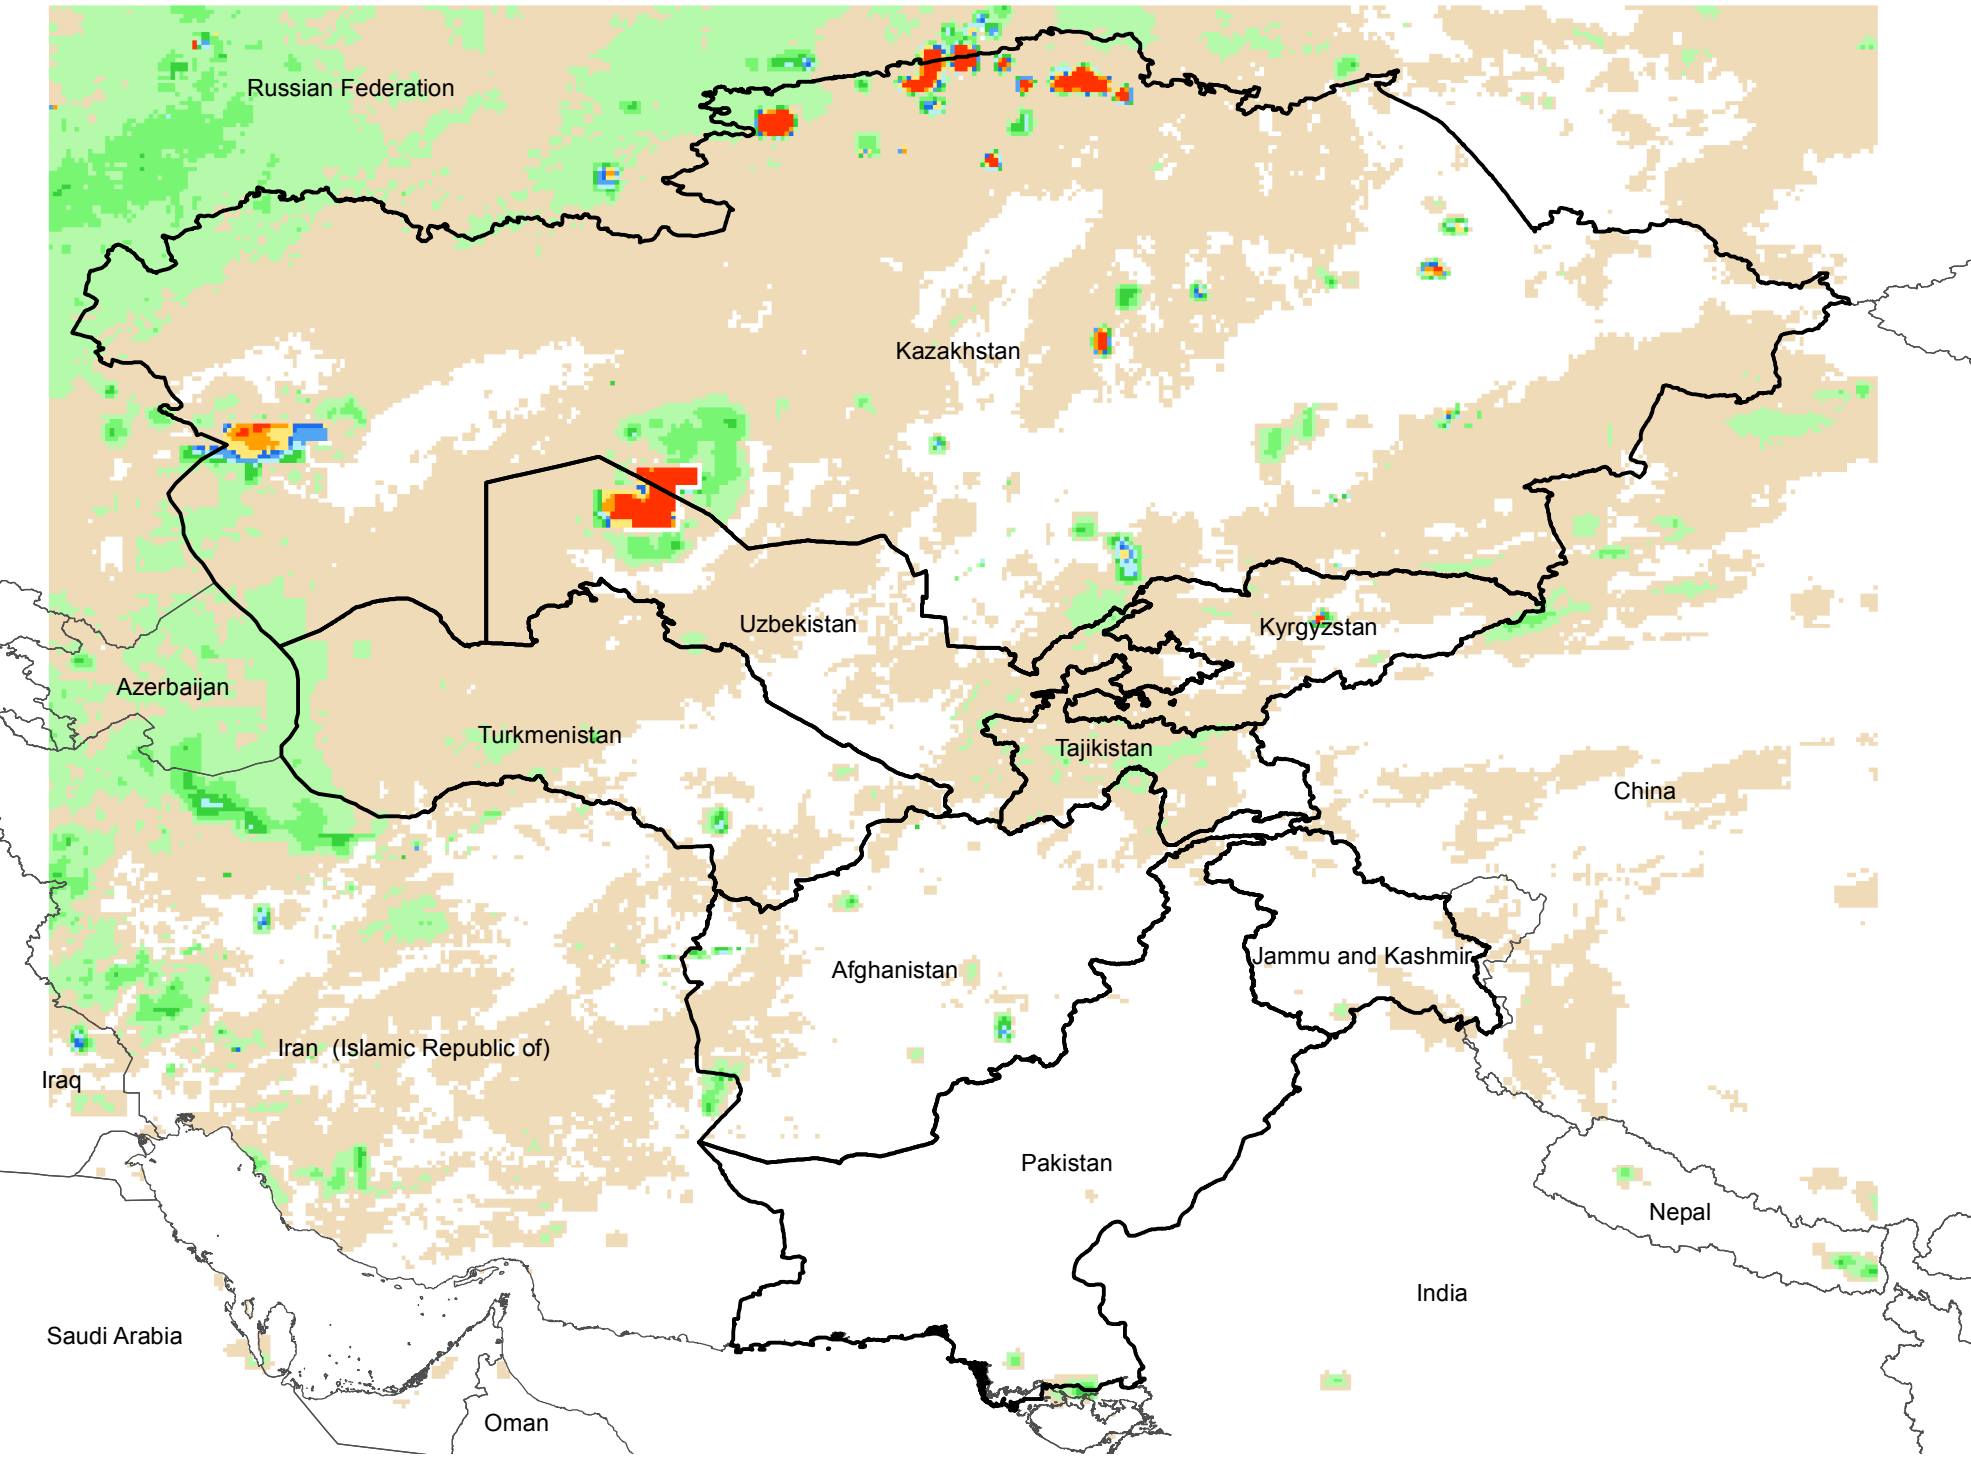 Russian Federation
Kazakhstan
Uzbekistan
Kyrgyzstan
Azerbaijan
Turkmenistan
Tajikistan
China
Afghanistan
Jammu and Kashmir
Iran  (Islamic Republic of)
Iraq
Pakistan
Nepal
India
Saudi Arabia
Oman